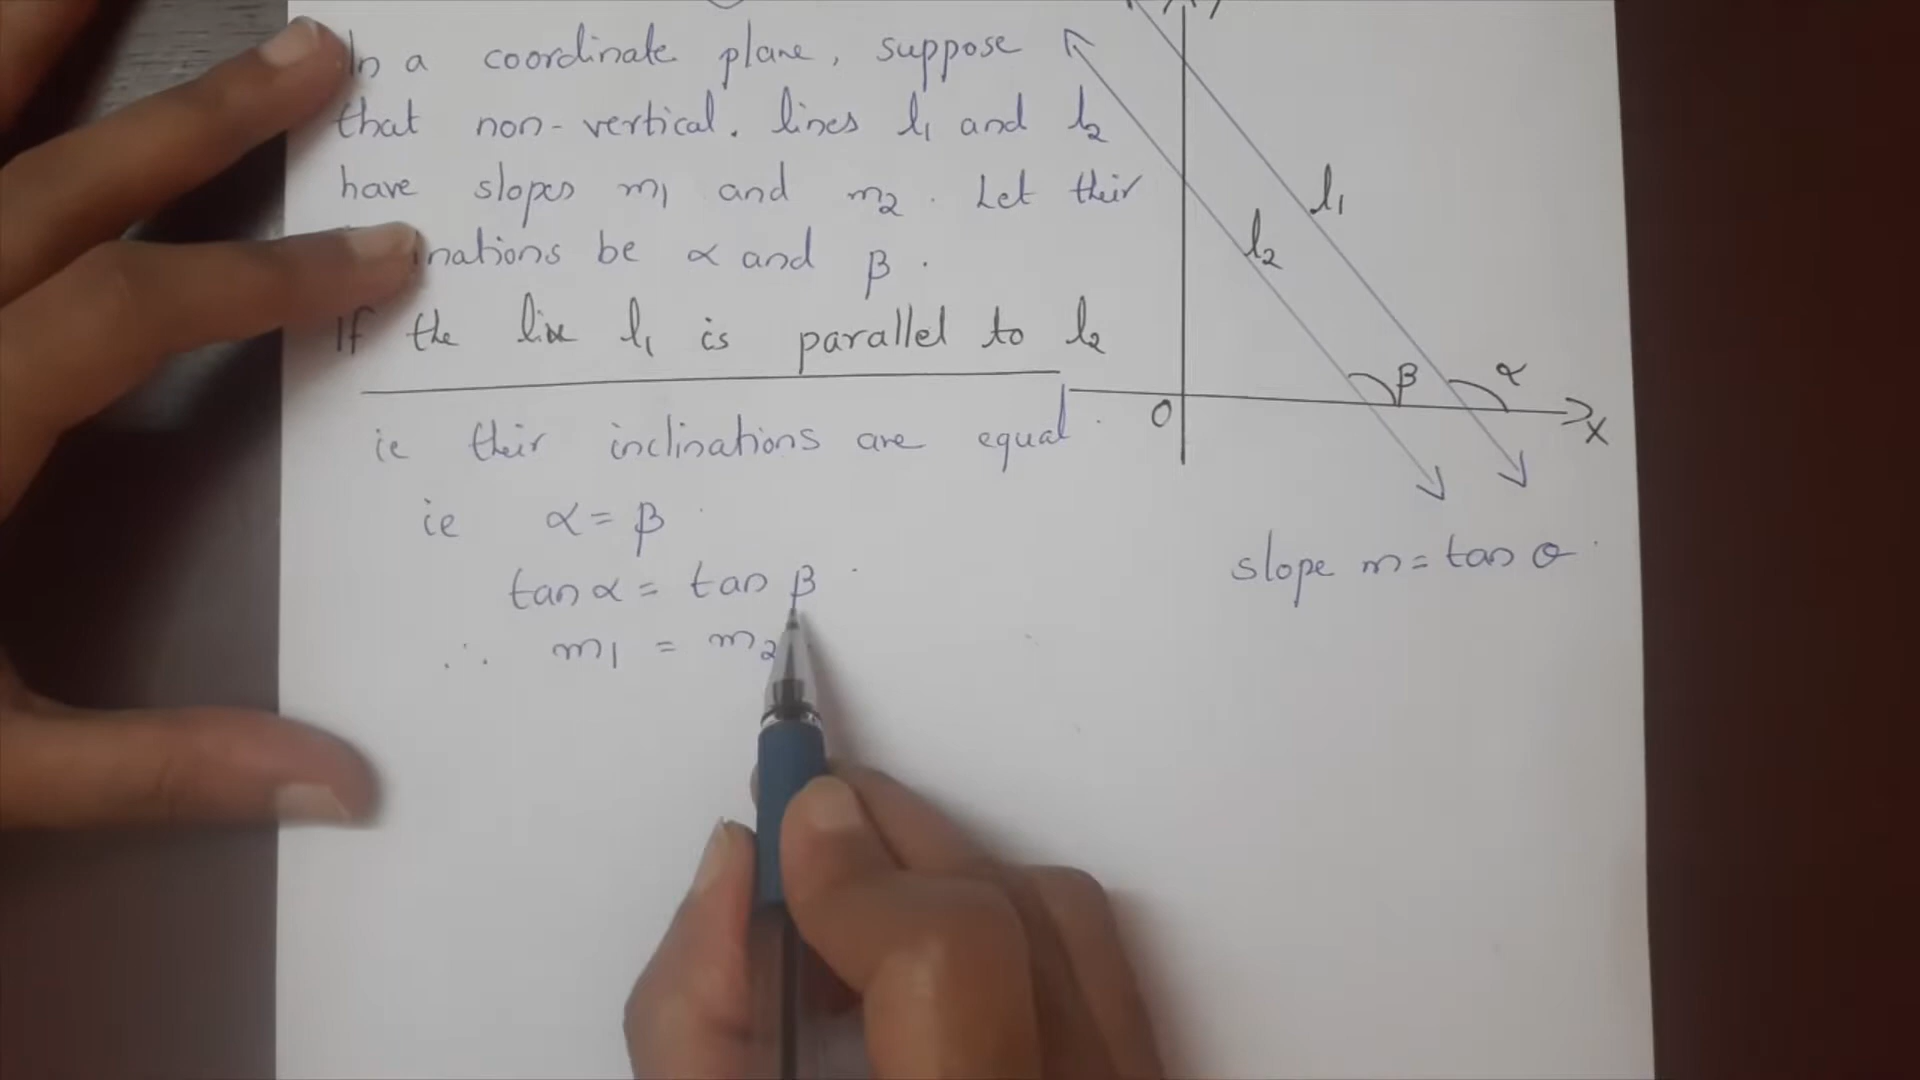 In a coordinate plane, suppose
that non-vertical. lines l1 and l2
have slopes m1 and m2. Let their
inations be α and β.
If the line l1 is parallel to l2
ie their inclinations are equal.
ie α = β
tan α = tan β
∴ m1 = m2
l1
l2
β α
O
X
slope m = tan θ